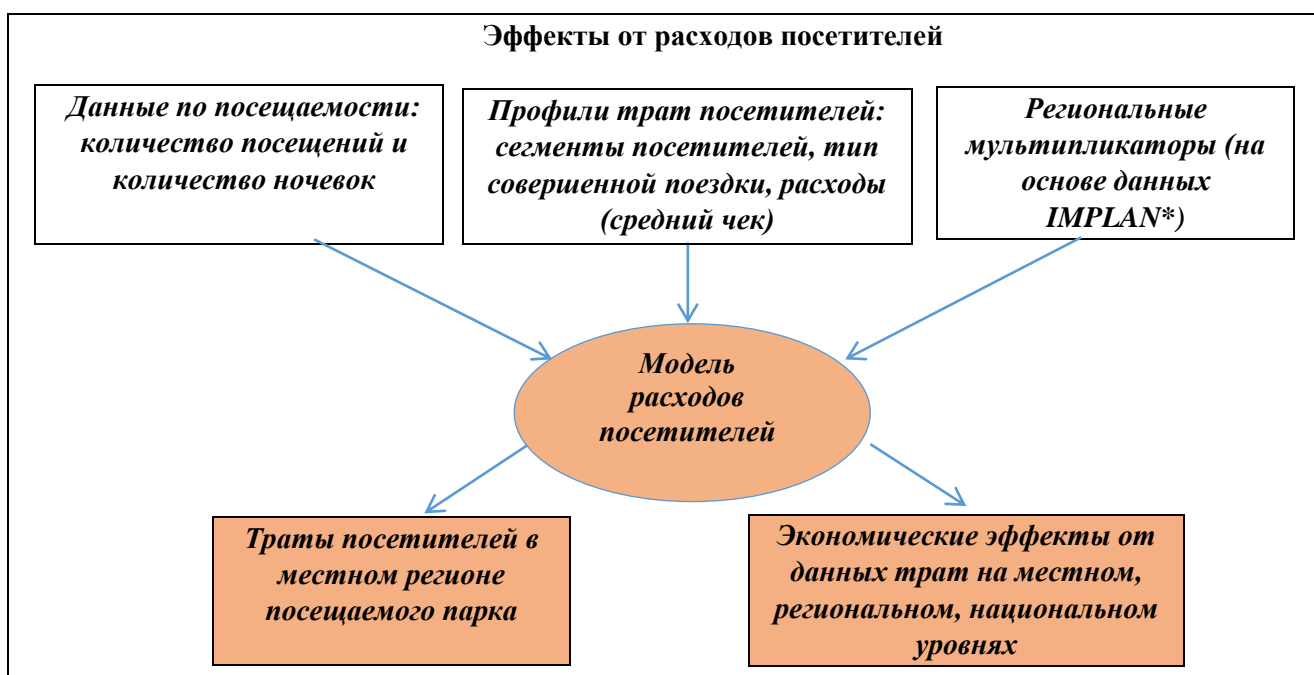 Эффекты от расходов посетителей
Данные по посещаемости:
количество посещений и
количество ночевок
Профили трат посетителей:
сегменты посетителей, тип
совершенной поездки, расходы
(средний чек)
Региональные
мультипликаторы (на
основе данных
IMPLAN*)
Модель
расходов
посетителей
Траты посетителей в
местном регионе
посещаемого парка
Экономические эффекты от
данных трат на местном,
региональном, национальном
уровнях